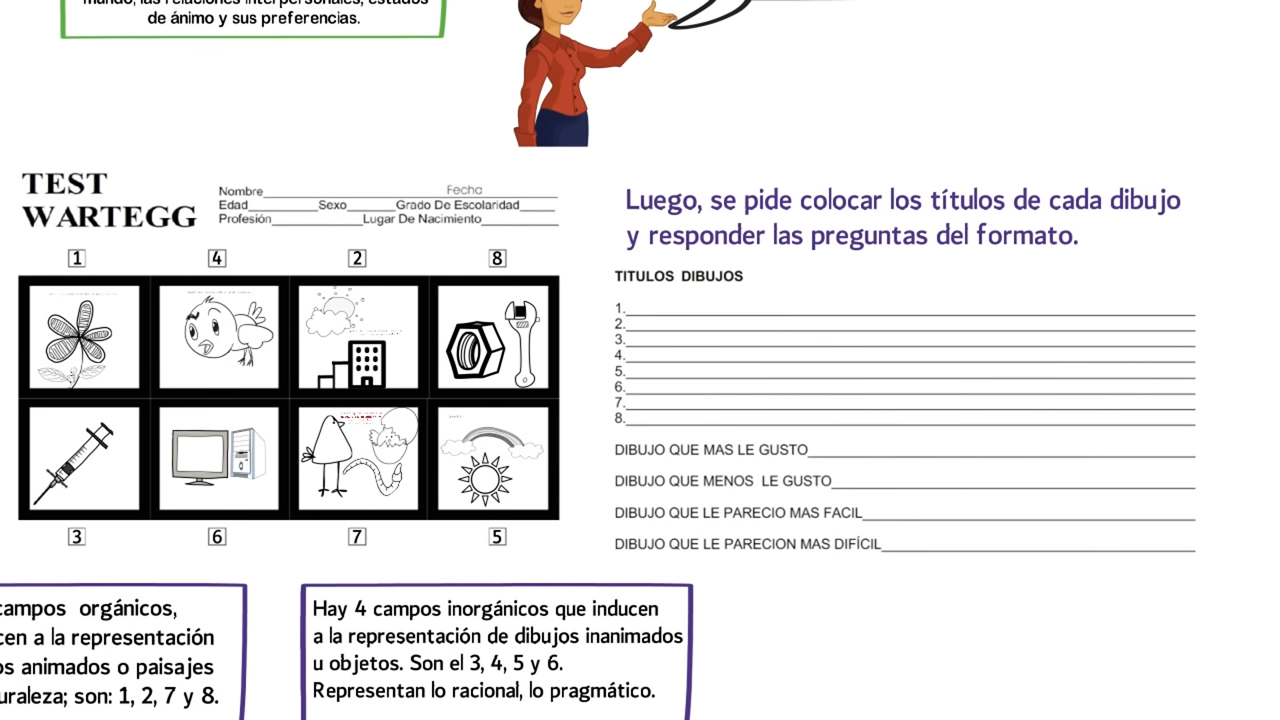 mundo, las relaciones interpersonales, estados
de ánimo y sus preferencias.
TEST
WARTEGG
Nombre Fecha
Edad Sexo Grado De Escolaridad
Profesión Lugar De Nacimiento
1 4 2 8
3 6 7 5
Luego, se pide colocar los títulos de cada dibujo
y responder las preguntas del formato.
TITULOS DIBUJOS
1.
2.
3.
4.
5.
6.
7.
8.
DIBUJO QUE MAS LE GUSTO
DIBUJO QUE MENOS LE GUSTO
DIBUJO QUE LE PARECIO MAS FACIL
DIBUJO QUE LE PARECION MAS DIFÍCIL
campos orgánicos,
cen a la representación
os animados o paisajes
uraleza; son: 1, 2, 7 y 8.
Hay 4 campos inorgánicos que inducen
a la representación de dibujos inanimados
u objetos. Son el 3, 4, 5 y 6.
Representan lo racional, lo pragmático.